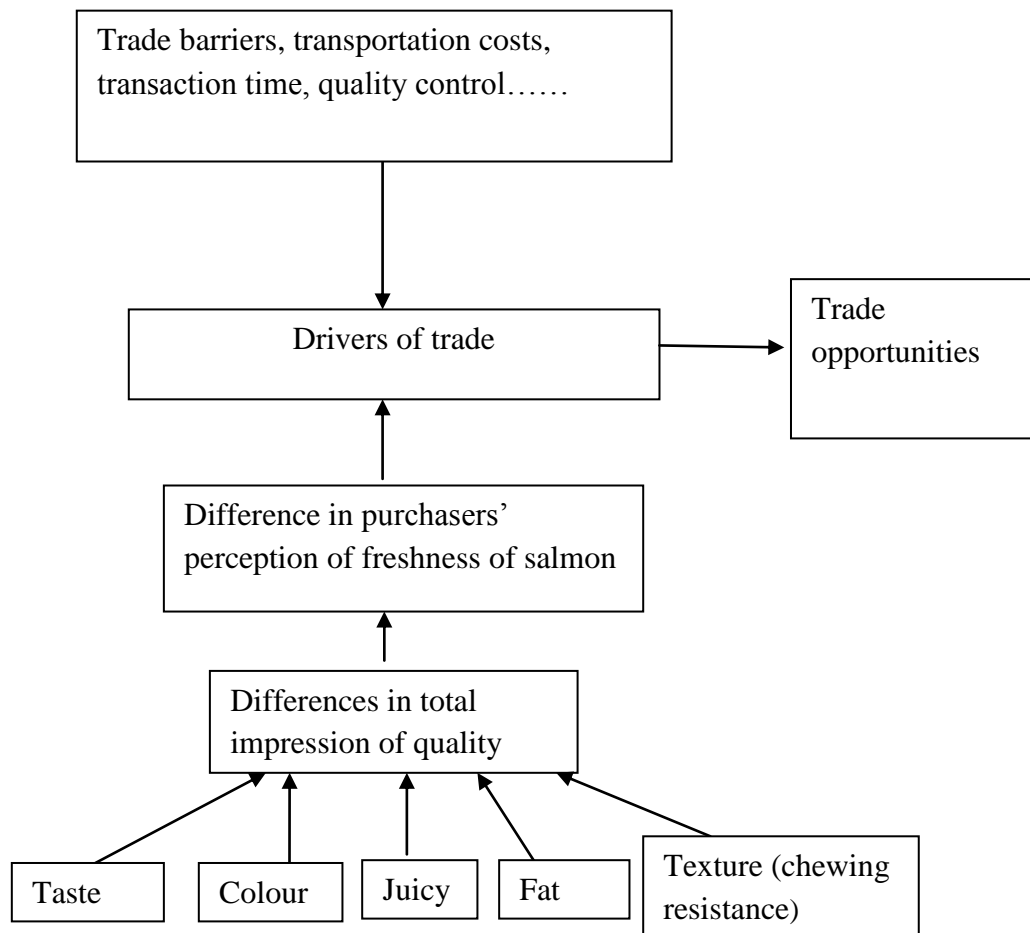 Trade barriers, transportation costs,
transaction time, quality control……
Drivers of trade
Trade
opportunities
Difference in purchasers’
perception of freshness of salmon
Differences in total
impression of quality
Taste
Colour
Juicy
Fat
Texture (chewing
resistance)